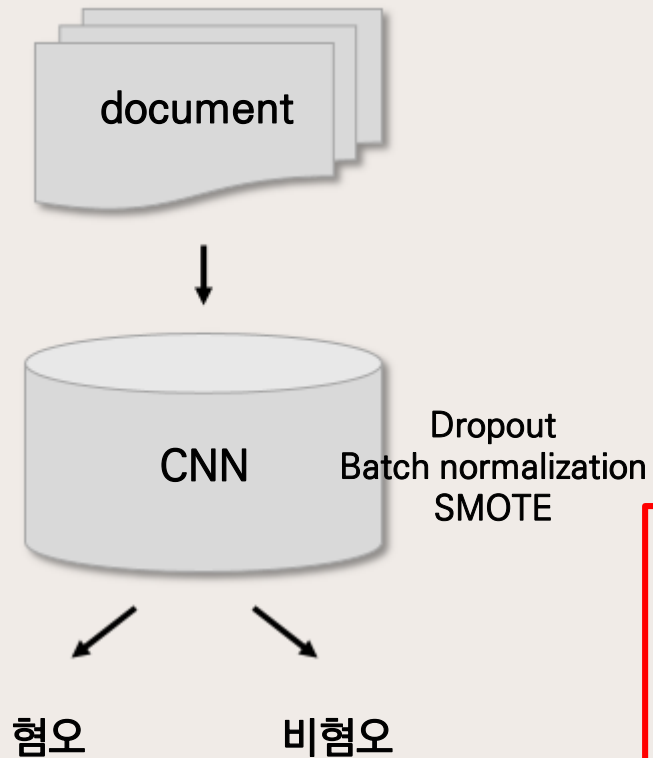 document
CNN
Dropout
Batch normalization
SMOTE
혐오
비혐오